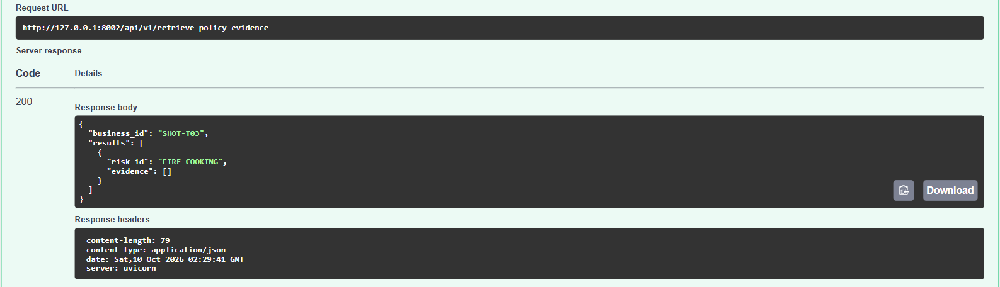 Request URL
http://127.0.0.1:8002/api/v1/retrieve-policy-evidence
Server response
Code Details
200
Response body
{
  "business_id": "SHOT-T03",
  "results": [
    {
      "risk_id": "FIRE_COOKING",
      "evidence": []
    }
  ]
}
Download
Response headers
content-length: 79
content-type: application/json
date: Sat,10 Oct 2026 02:29:41 GMT
server: uvicorn